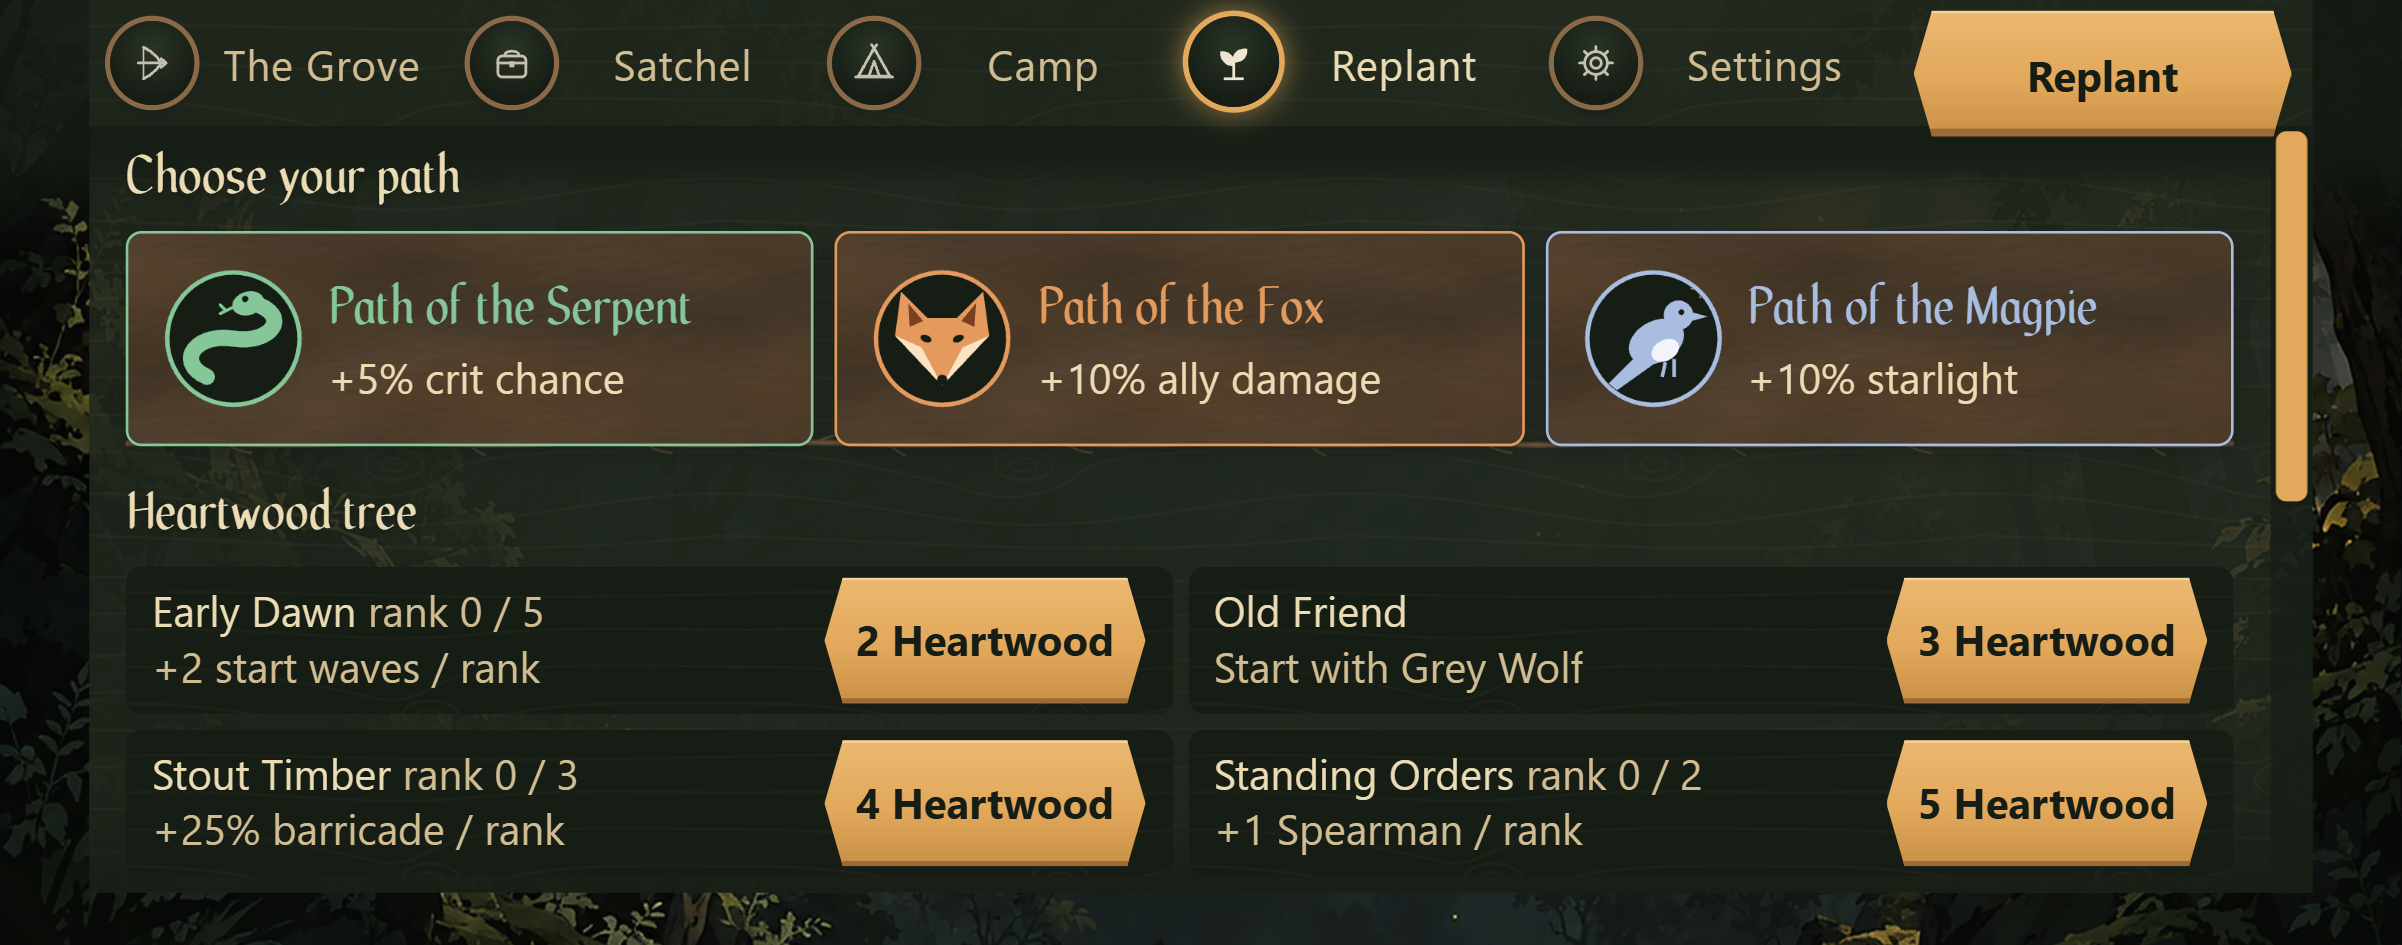 The Grove
Satchel
Camp
Replant
Settings
Replant
Choose your path
Path of the Serpent
+5% crit chance
Path of the Fox
+10% ally damage
Path of the Magpie
+10% starlight
Heartwood tree
Early Dawn rank 0 / 5
+2 start waves / rank
2 Heartwood
Old Friend
Start with Grey Wolf
3 Heartwood
Stout Timber rank 0 / 3
+25% barricade / rank
4 Heartwood
Standing Orders rank 0 / 2
+1 Spearman / rank
5 Heartwood